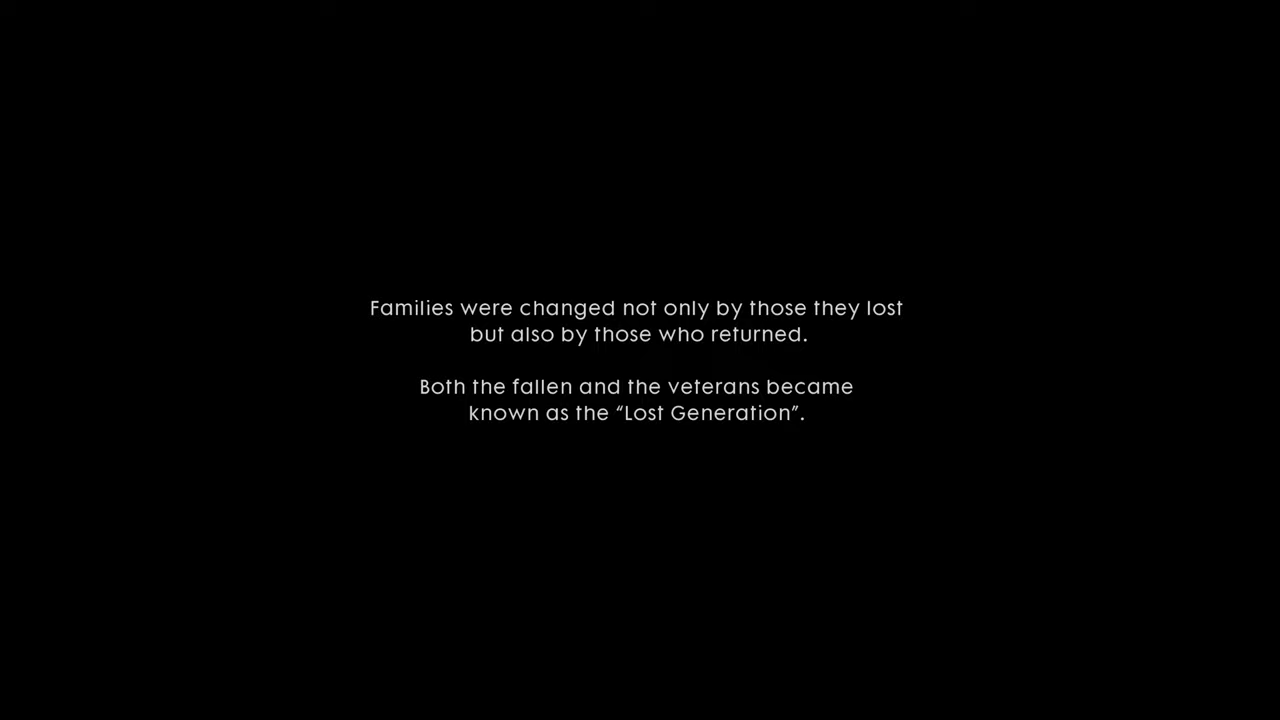 Families were changed not only by those they lost
but also by those who returned.
Both the fallen and the veterans became
known as the “Lost Generation”.